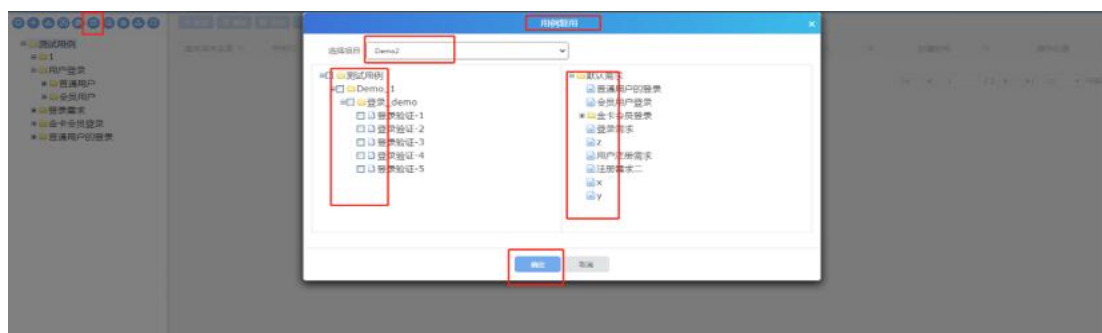 用例复用
×
选择项目 Demo2
测试用例
Demo_1
登录_demo
登录验证-1
登录验证-2
登录验证-3
登录验证-4
登录验证-5
默认需求
普通用户的登录
会员用户登录
金卡会员登录
登录需求
z
用户注册需求
注册需求二
x
y
确定
取消
测试用例
1
用户登录
普通用户
会员用户
登录需求
金卡会员登录
普通用户的登录